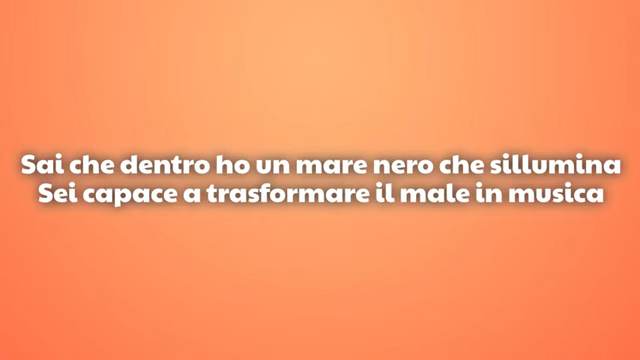 Sai che dentro ho un mare nero che sillumina
Sei capace a trasformare il male in musica